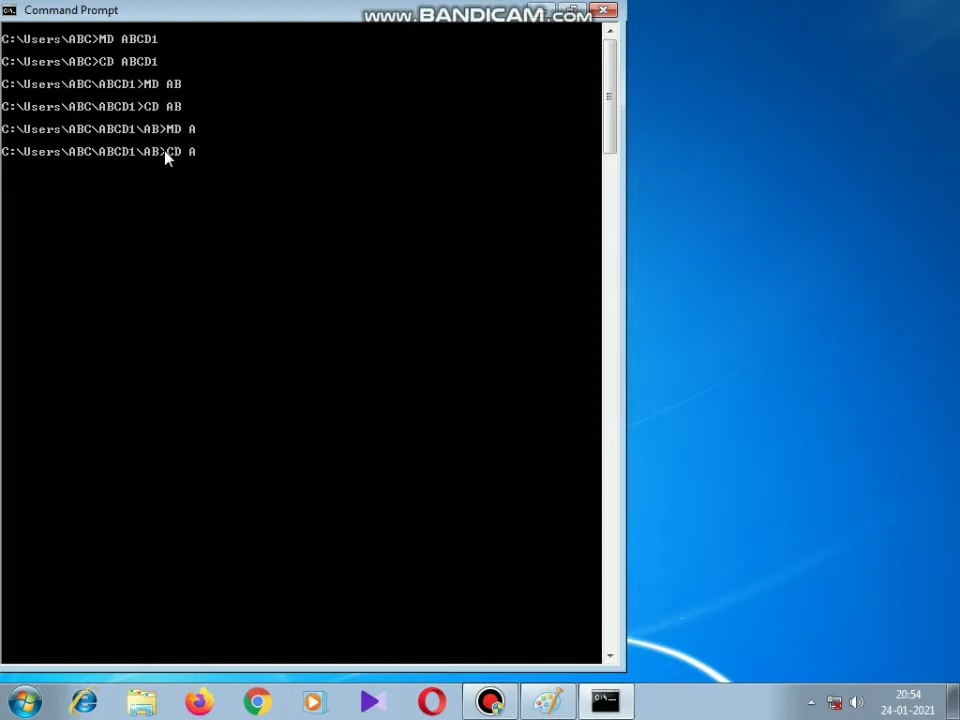 Command Prompt
www.BANDICAM.com
C:\Users\ABC>MD ABCD1
C:\Users\ABC>CD ABCD1
C:\Users\ABC\ABCD1>MD AB
C:\Users\ABC\ABCD1>CD AB
C:\Users\ABC\ABCD1\AB>MD A
C:\Users\ABC\ABCD1\AB>CD A
20:54
24-01-2021